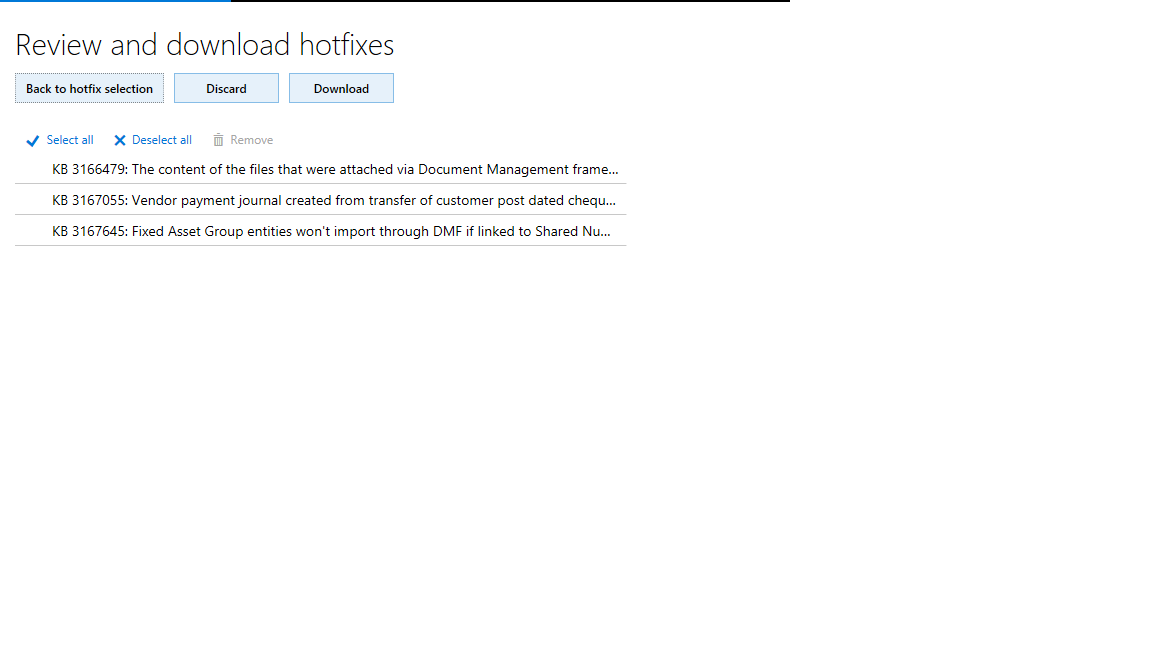 Review and download hotfixes
Back to hotfix selection Discard Download
Select all Deselect all Remove
KB 3166479: The content of the files that were attached via Document Management frame...
KB 3167055: Vendor payment journal created from transfer of customer post dated chequ...
KB 3167645: Fixed Asset Group entities won't import through DMF if linked to Shared Nu...